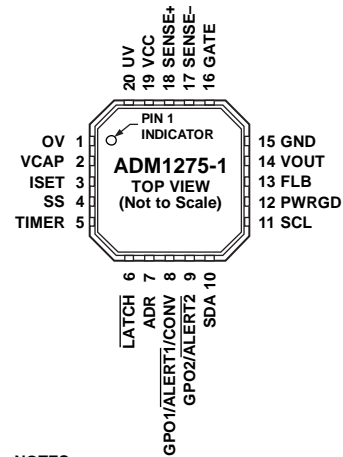 20 UV
19 VCC
18 SENSE+
17 SENSE–
16 GATE
PIN 1
INDICATOR
ADM1275-1
TOP VIEW
(Not to Scale)
OV 1
VCAP 2
ISET 3
SS 4
TIMER 5
15 GND
14 VOUT
13 FLB
12 PWRGD
11 SCL
LATCH 6
ADR 7
GPO1/ALERT1/CONV 8
GPO2/ALERT2 9
SDA 10
NOTES